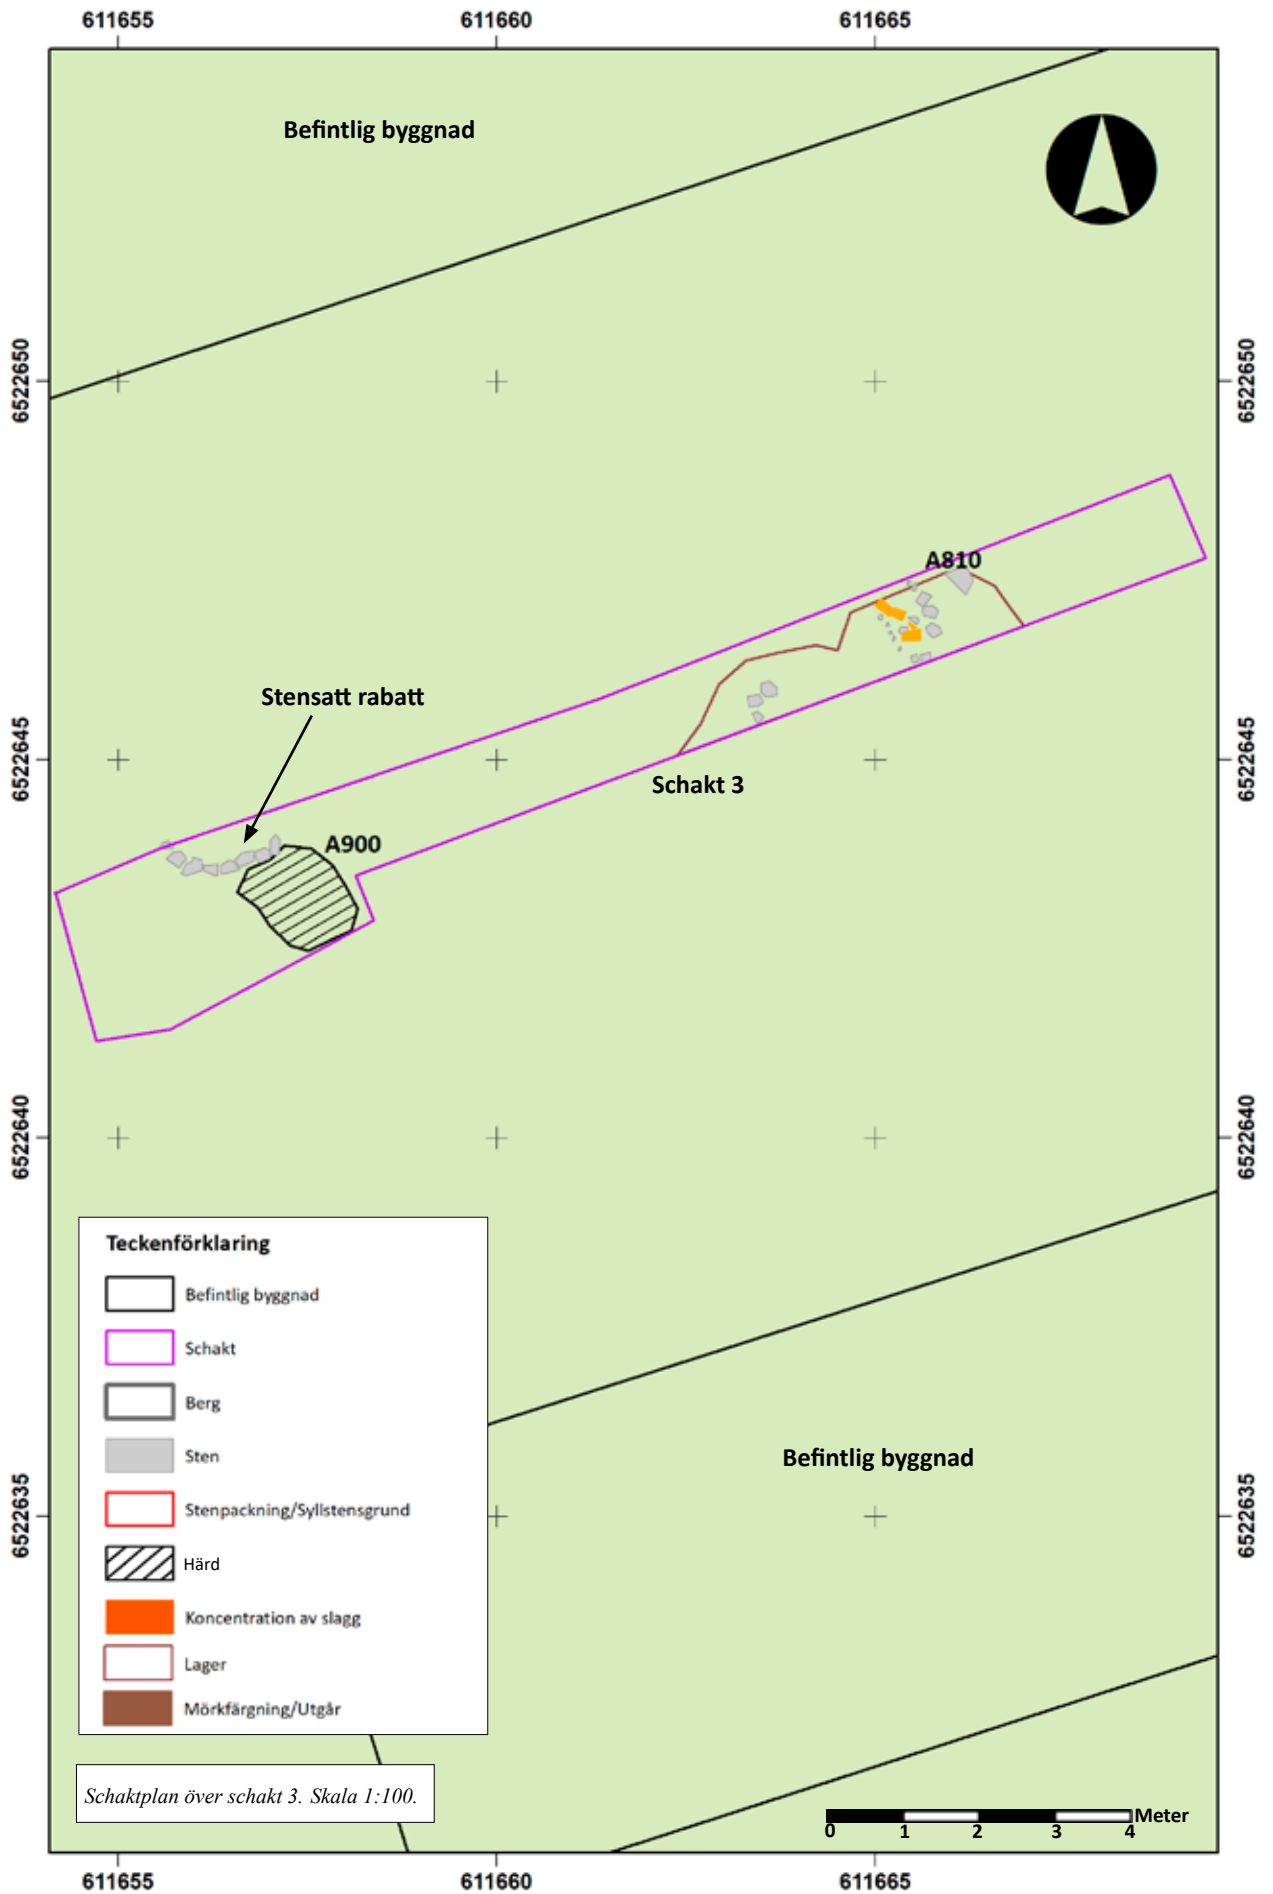 611655 611660 611665
Befintlig byggnad
6522650 6522650
A810
Stensatt rabatt
6522645 6522645
Schakt 3
A900
6522640 6522640
Teckenförklaring
Befintlig byggnad
Schakt
Berg
Sten
Stenpackning/Syllstensgrund
Härd
Koncentration av slagg
Lager
Mörkfärgning/Utgår
Befintlig byggnad
6522635 6522635
Schaktplan över schakt 3. Skala 1:100.
Meter
0 1 2 3 4
611655 611660 611665